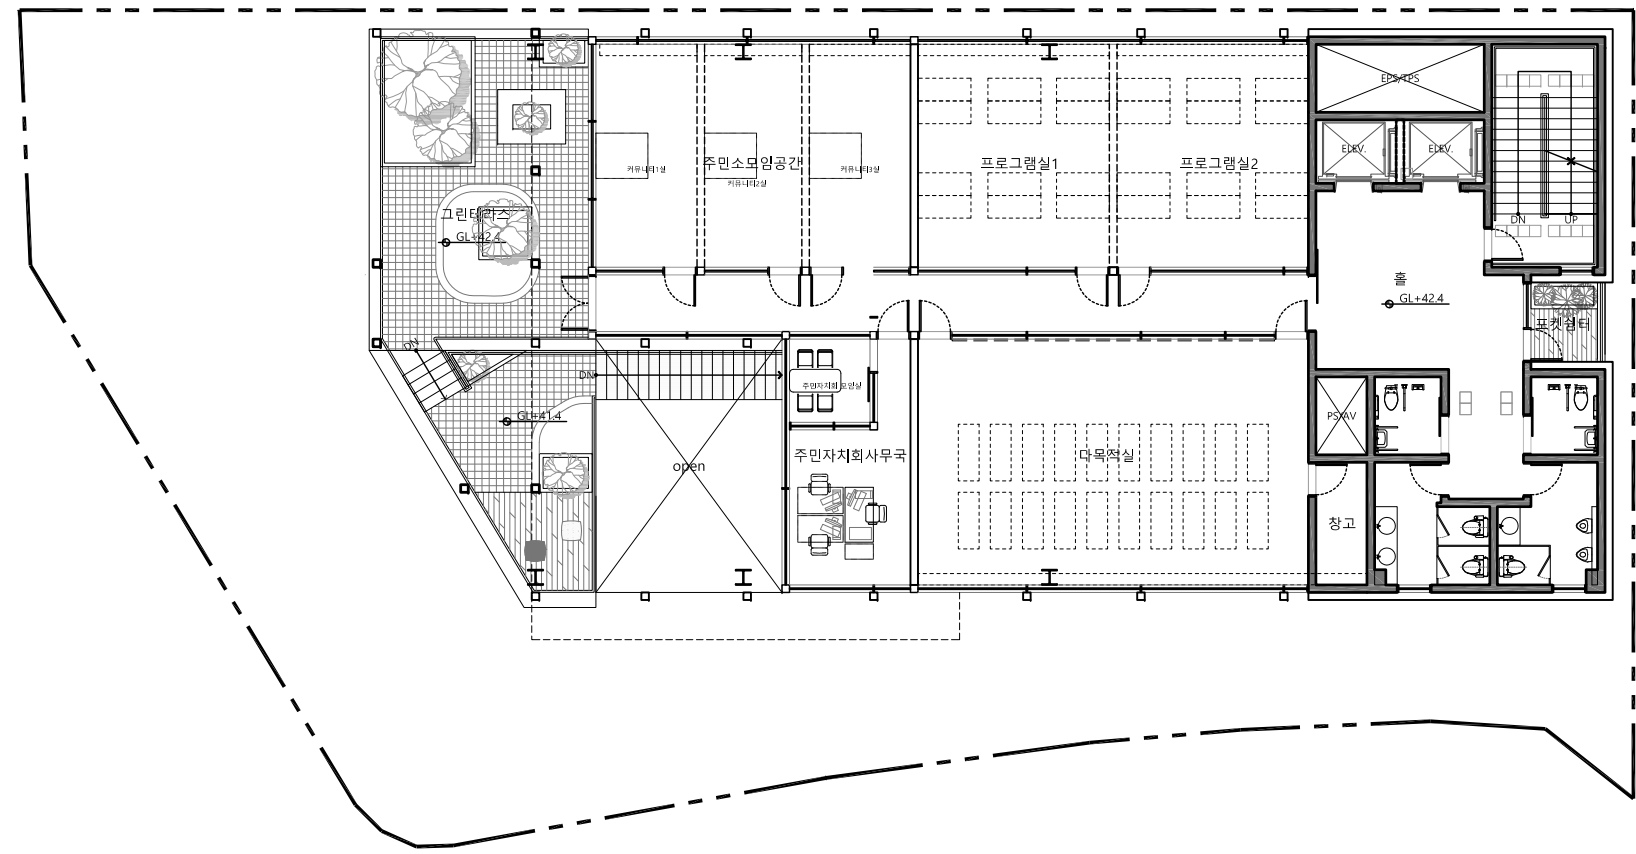 EPS/TPS
ELEV.
ELEV.
주민소모임공간
커뮤니티1실
커뮤니티2실
커뮤니티3실
프로그램실1
프로그램실2
그린테라스
GL+42.4
DN
UP
홀
GL+42.4
포켓쉼터
DN
DN
주민자치회 회의실
GL+41.4
PS/AV
open
주민자치회사무국
다목적실
창고